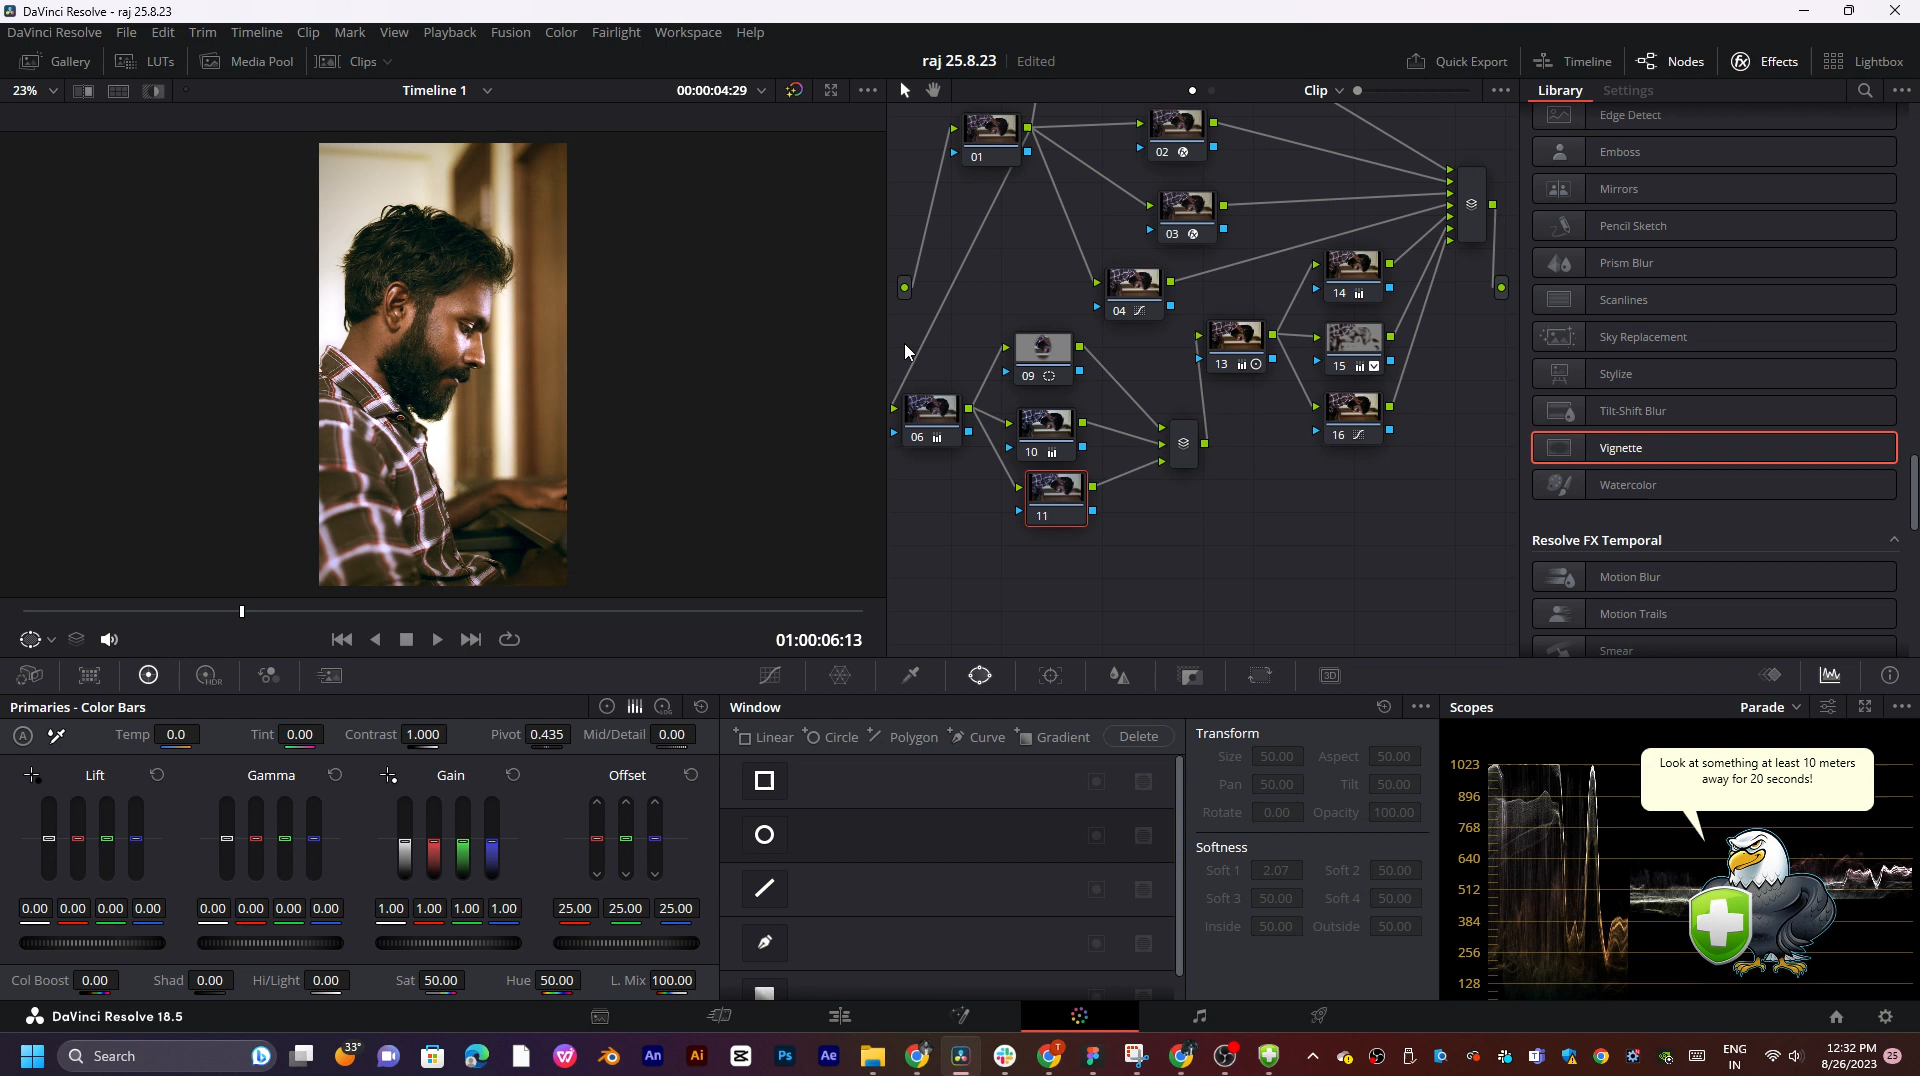 DaVinci Resolve - raj 25.8.23
DaVinci Resolve File Edit Trim Timeline Clip Mark View Playback Fusion Color Fairlight Workspace Help
Gallery LUTs Media Pool Clips raj 25.8.23 Edited Quick Export Timeline Nodes Effects Lightbox
23% Timeline 1 00:00:04:29 Clip Library Settings
Edge Detect
Emboss
Mirrors
Pencil Sketch
Prism Blur
Scanlines
Sky Replacement
Stylize
Tilt-Shift Blur
Vignette
Watercolor
Resolve FX Temporal
Motion Blur
Motion Trails
Smear
01
02
03
04
14
13
15
09
16
06
10
11
01:00:06:13
HDR
3D
Primaries - Color Bars
LOG
A Temp 0.0 Tint 0.00 Contrast 1.000 Pivot 0.435 Mid/Detail 0.00
Lift Gamma Gain Offset
0.00 0.00 0.00 0.00 0.00 0.00 0.00 0.00 1.00 1.00 1.00 1.00 25.00 25.00 25.00
Col Boost 0.00 Shad 0.00 Hi/Light 0.00 Sat 50.00 Hue 50.00 L. Mix 100.00
Window
Linear Circle Polygon Curve Gradient Delete
Transform
Size 50.00 Aspect 50.00
Pan 50.00 Tilt 50.00
Rotate 0.00 Opacity 100.00
Softness
Soft 1 2.07 Soft 2 50.00
Soft 3 50.00 Soft 4 50.00
Inside 50.00 Outside 50.00
Scopes Parade
1023
896
768
640
512
384
256
128
Look at something at least 10 meters
away for 20 seconds!
DaVinci Resolve 18.5
Search
33°
An
Ai
Ps
Ae
T
ENG
IN
12:32 PM
8/26/2023
25